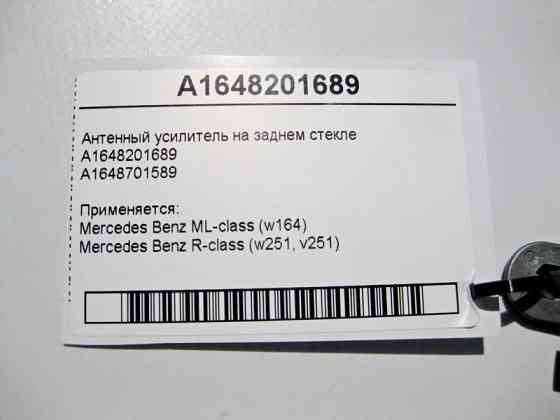 A1648201689
Антенный усилитель на заднем стекле
A1648201689
A1648701589
Применяется:
Mercedes Benz ML-class (w164)
Mercedes Benz R-class (w251, v251)